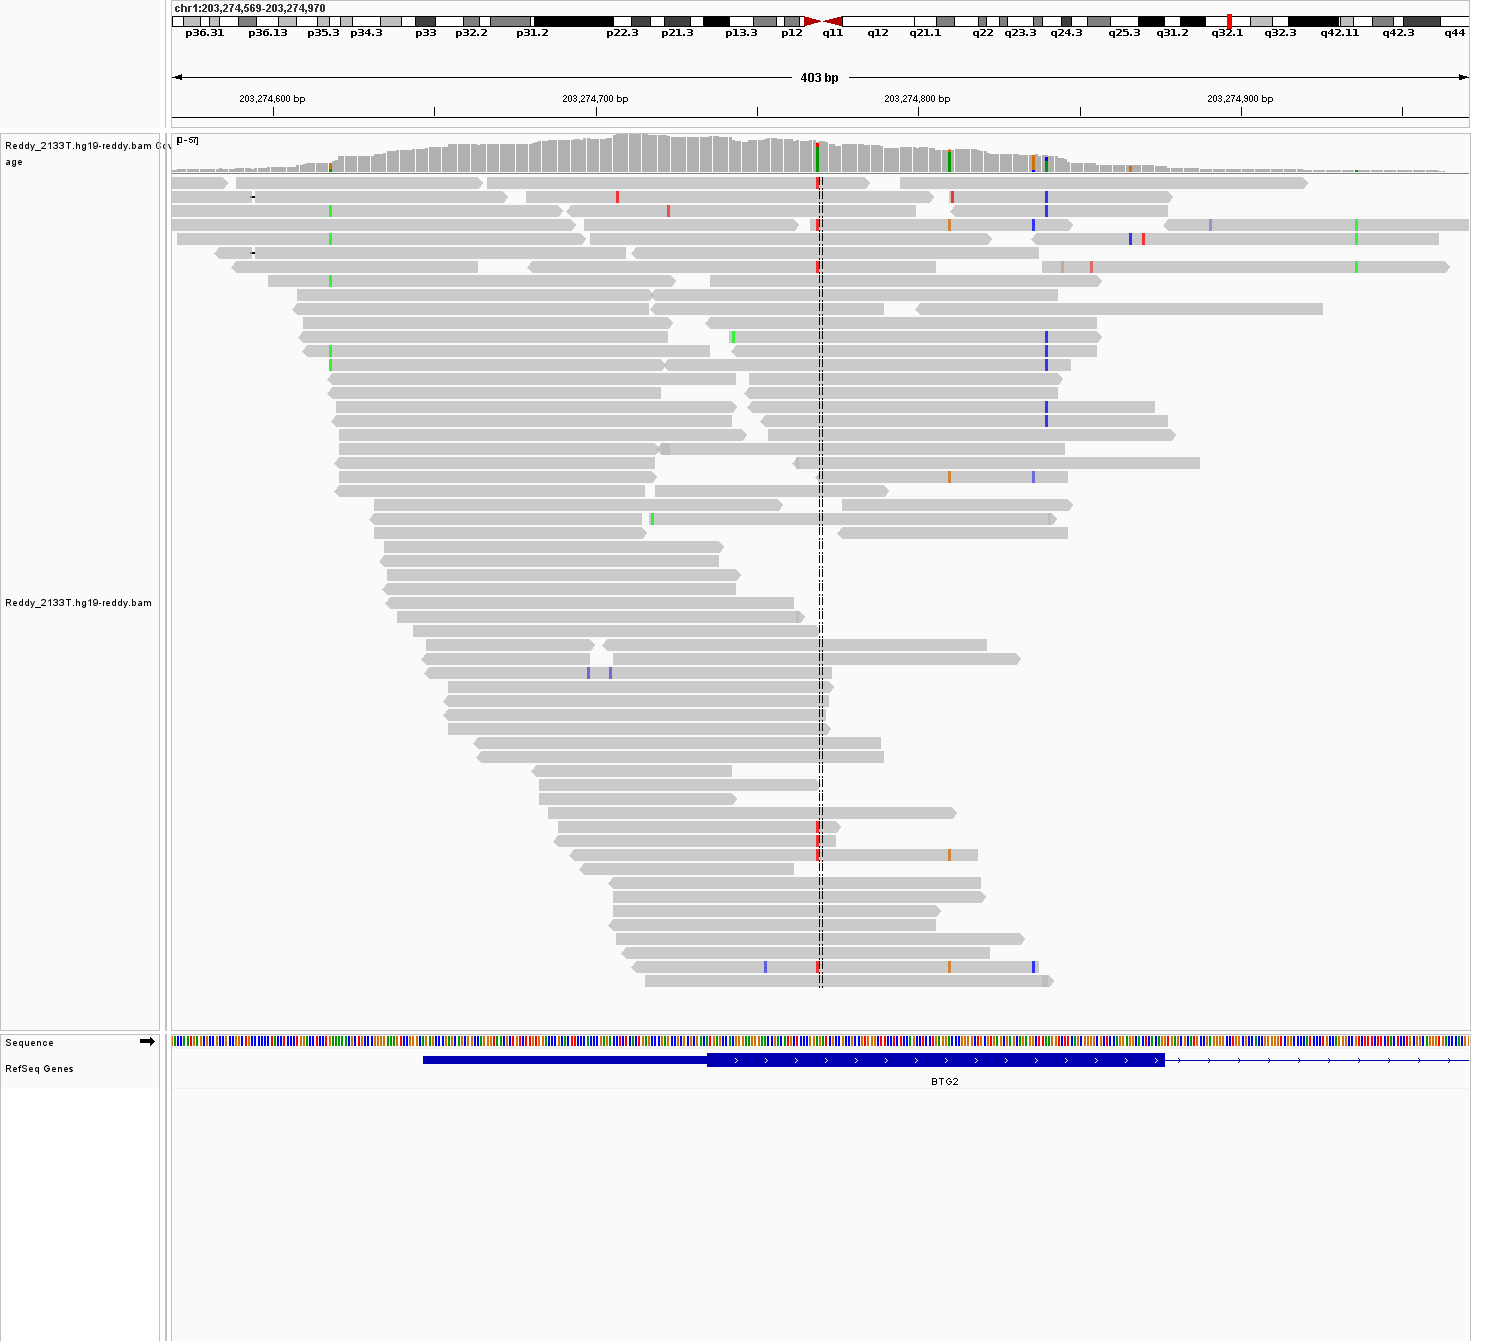 chr1:203,274,569-203,274,970
p36.31 p36.13 p35.3 p34.3 p33 p32.2 p31.2 p22.3 p21.3 p13.3 p12 q11 q12 q21.1 q22 q23.3 q24.3 q25.3 q31.2 q32.1 q32.3 q42.11 q42.3 q44
403 bp
203,274,600 bp 203,274,700 bp 203,274,800 bp 203,274,900 bp
Reddy_2133T.hg19-reddy.bam Cov
age
[0-57]
Reddy_2133T.hg19-reddy.bam
Sequence
RefSeq Genes
BTG2